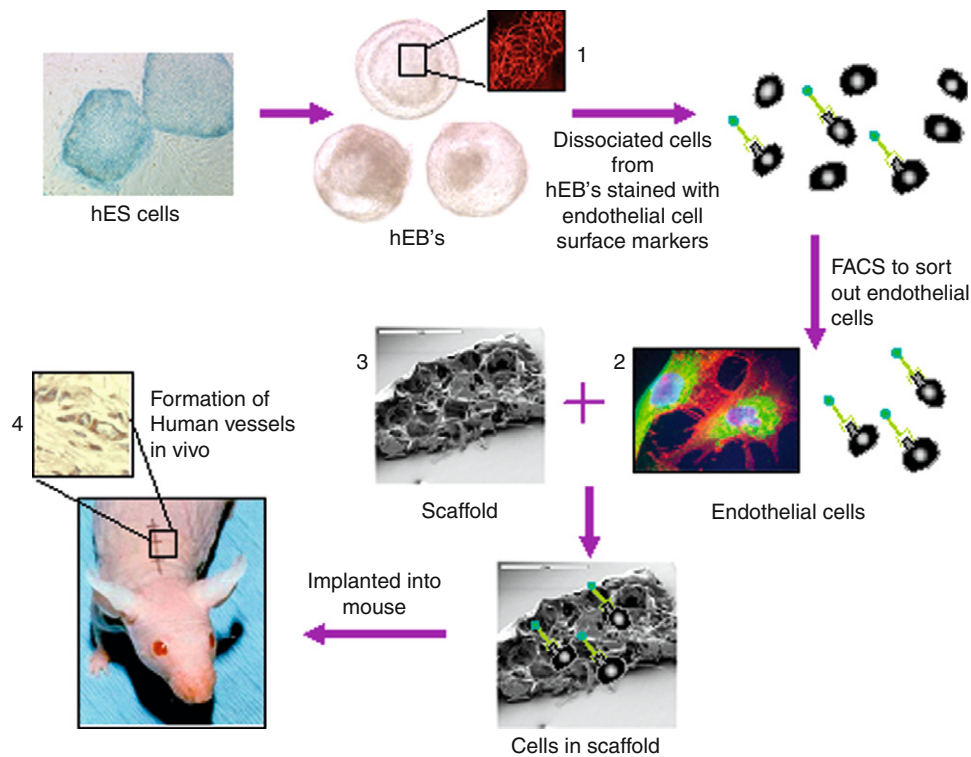 1
hES cells
hEB's
Dissociated cells
from
hEB's stained with
endothelial cell
surface markers
FACS to sort
out endothelial
cells
3
2
4
Formation of
Human vessels
in vivo
Scaffold
Endothelial cells
Implanted into
mouse
Cells in scaffold